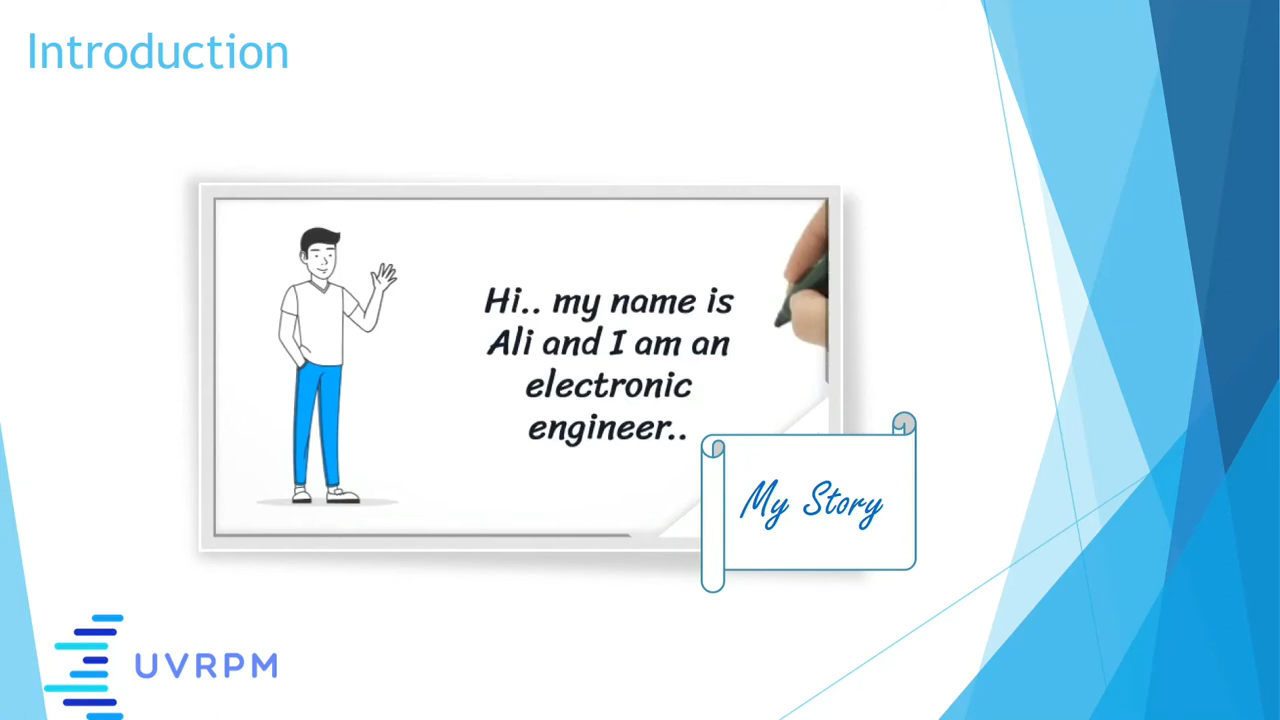 Introduction
Hi.. my name is
Ali and I am an
electronic
engineer..
My Story
UVRPM